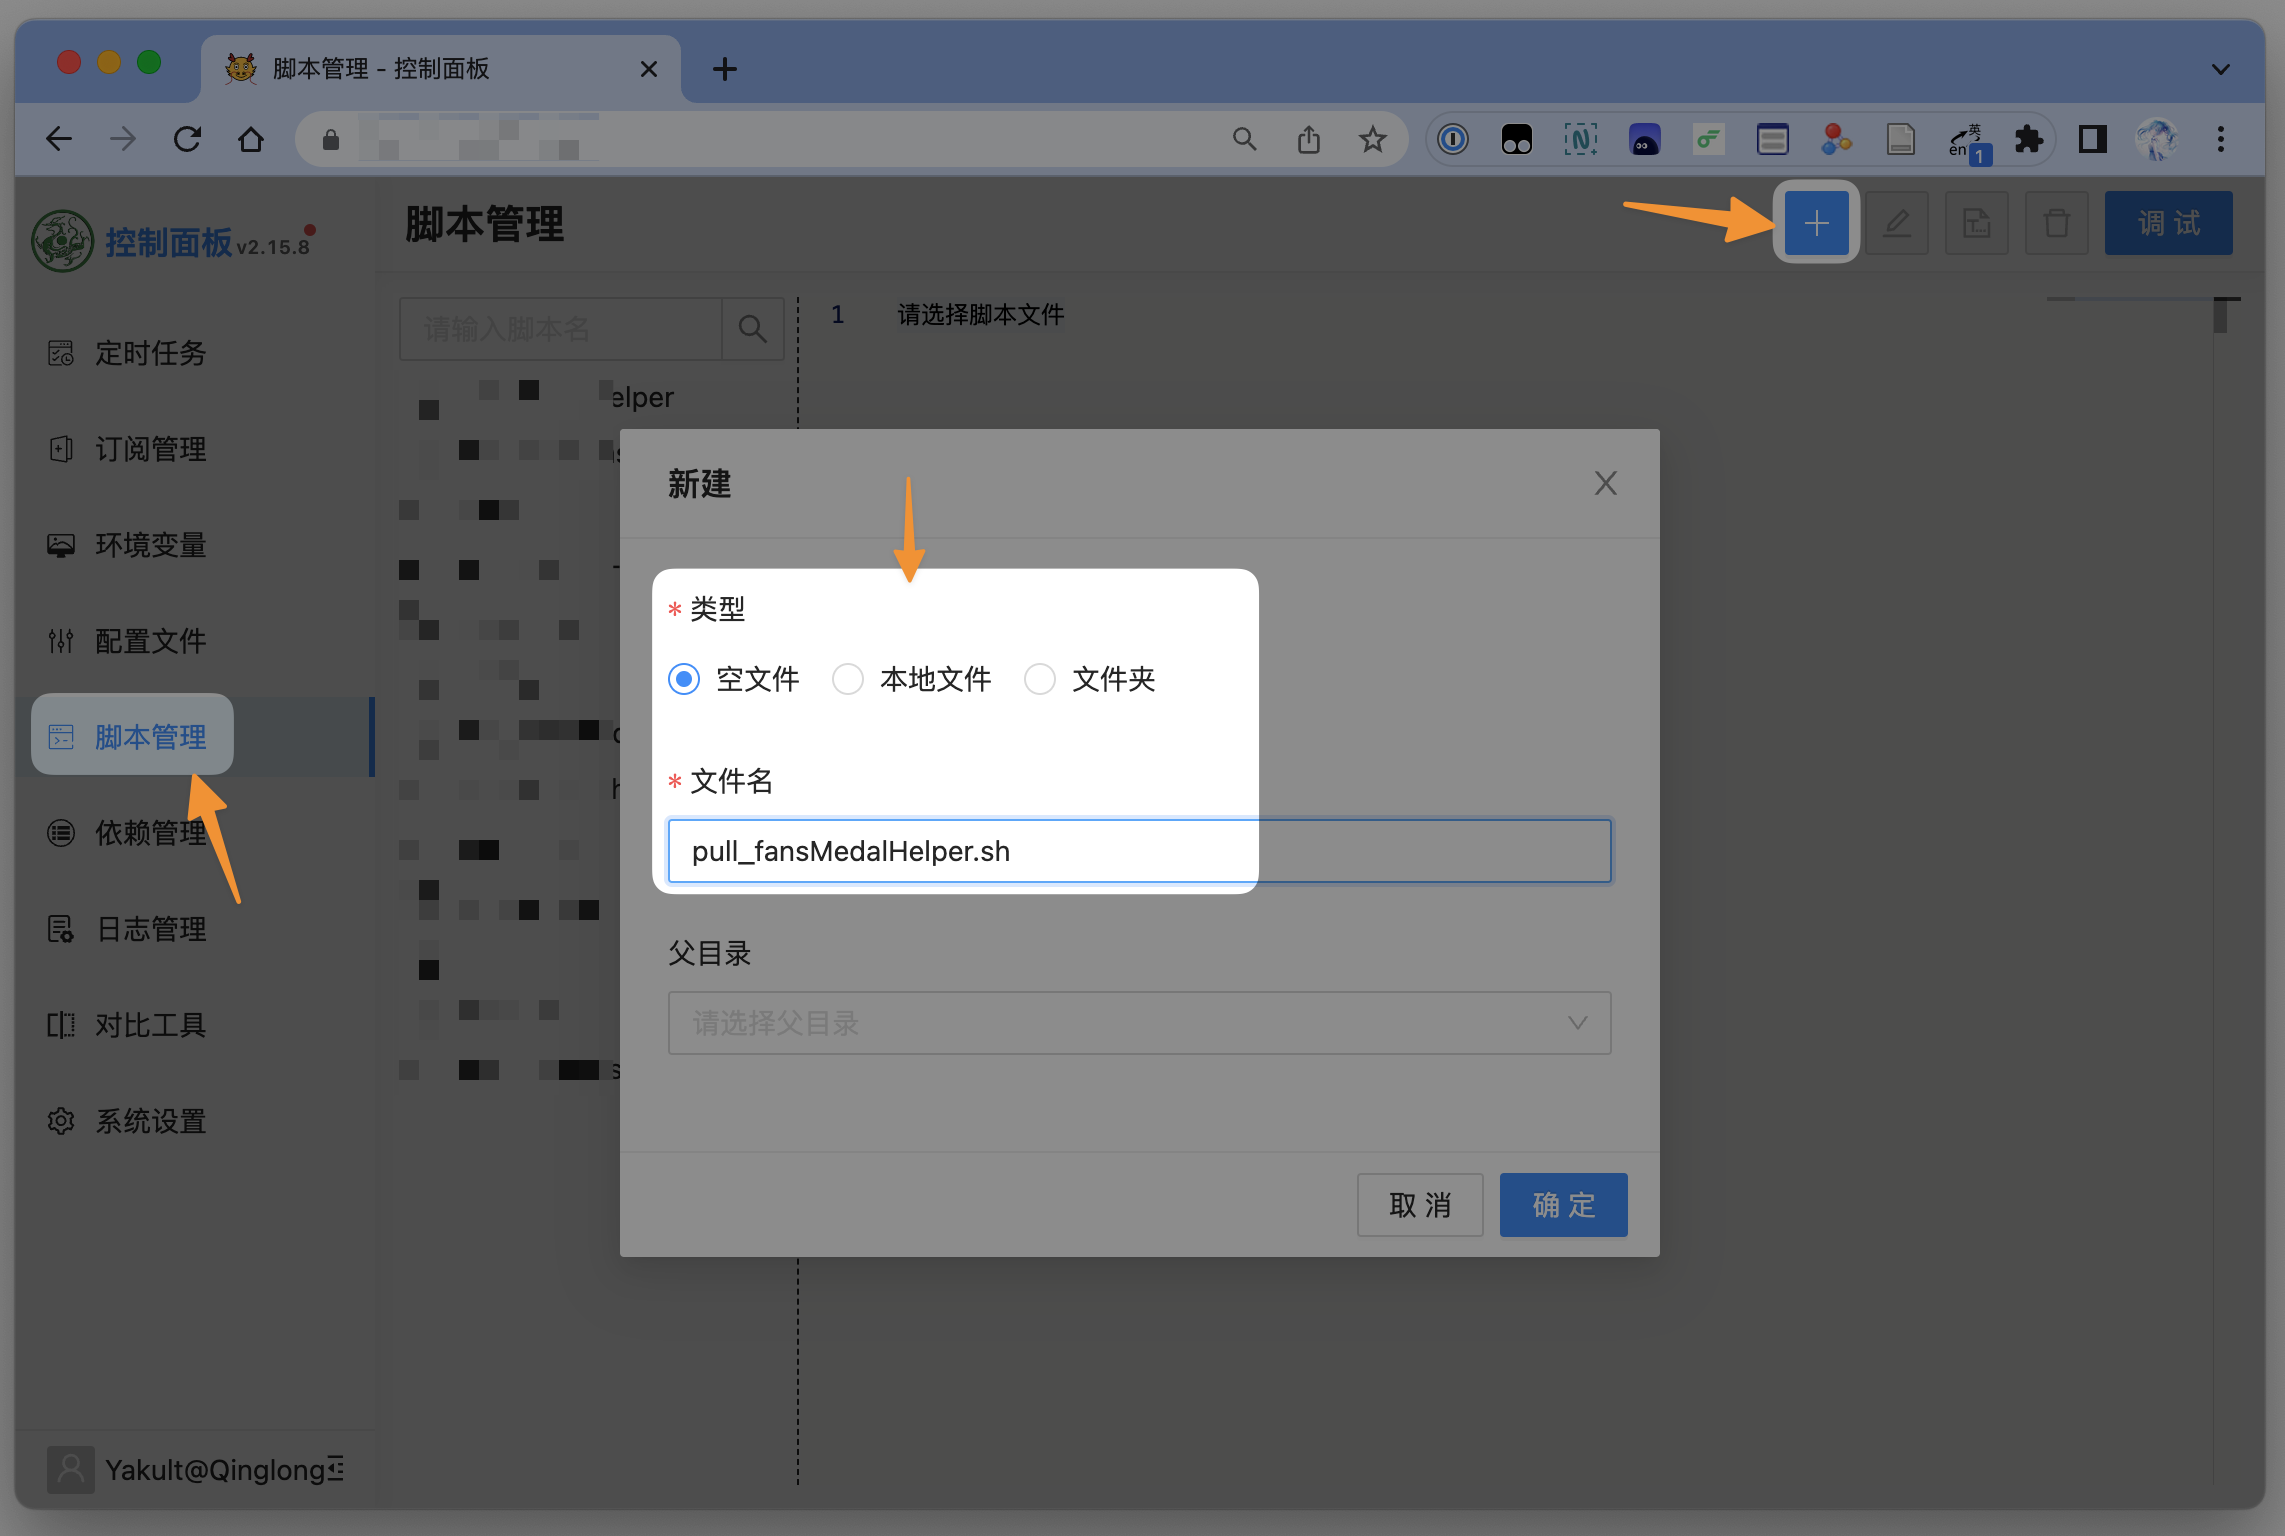 脚本管理 - 控制面板
英
en
1
控制面板 v2.15.8
脚本管理
调 试
定时任务
订阅管理
环境变量
配置文件
脚本管理
依赖管理
日志管理
对比工具
系统设置
Yakult@Qinglong
请输入脚本名
elper
1 请选择脚本文件
新建
* 类型
空文件 本地文件 文件夹
* 文件名
pull_fansMedalHelper.sh
父目录
请选择父目录
取 消 确 定